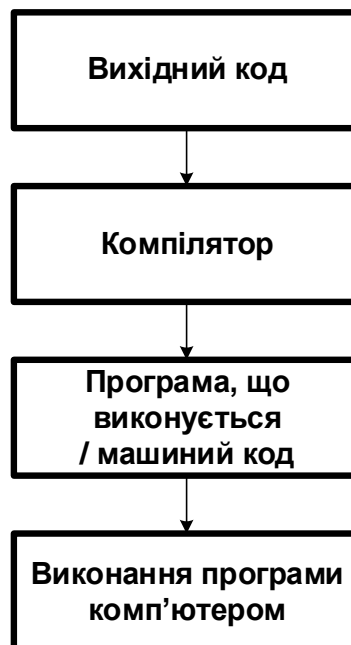 Вихідний код
Компілятор
Програма, що
виконується
/ машиний код
Виконання програми
комп’ютером